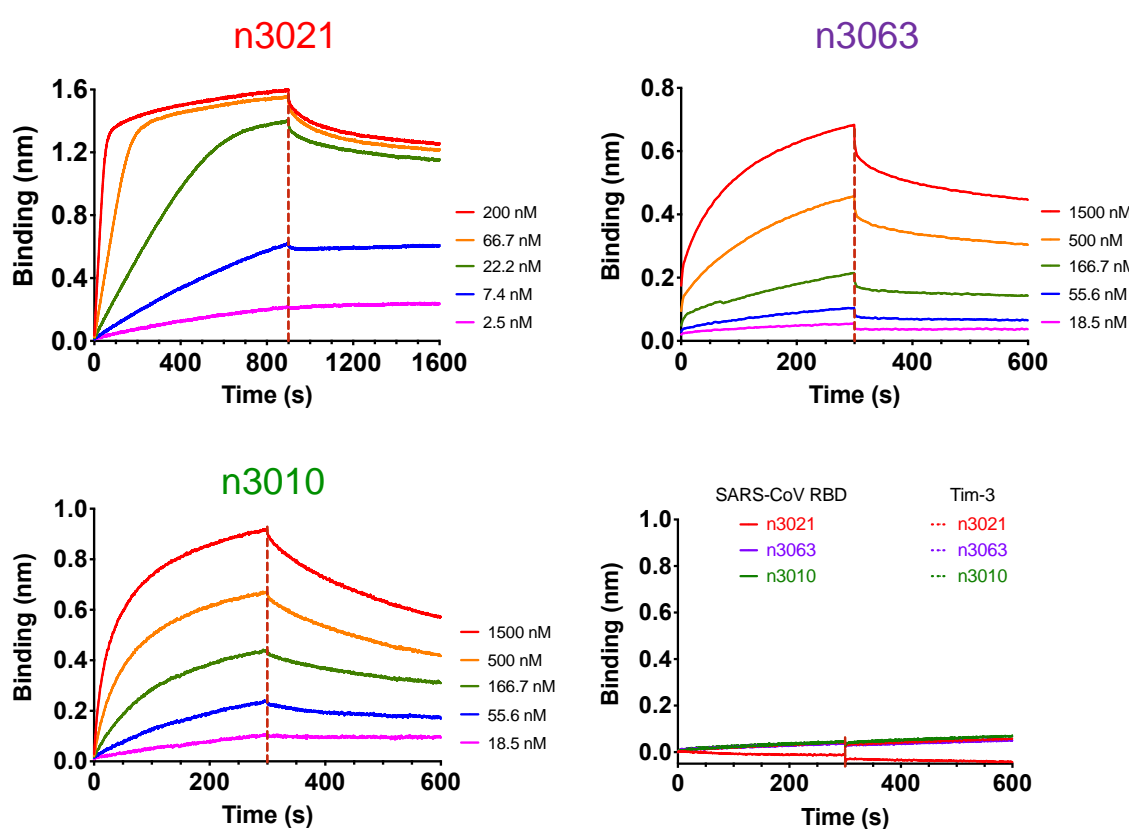 n3021
Binding (nm)
1.6
1.2
0.8
0.4
0.0
0 400 800 1200 1600
Time (s)
200 nM
66.7 nM
22.2 nM
7.4 nM
2.5 nM
n3063
Binding (nm)
0.8
0.6
0.4
0.2
0.0
0 200 400 600
Time (s)
1500 nM
500 nM
166.7 nM
55.6 nM
18.5 nM
n3010
Binding (nm)
1.0
0.8
0.6
0.4
0.2
0.0
0 200 400 600
Time (s)
1500 nM
500 nM
166.7 nM
55.6 nM
18.5 nM
SARS-CoV RBD Tim-3
n3021 n3021
n3063 n3063
n3010 n3010
Binding (nm)
1.0
0.8
0.6
0.4
0.2
0.0
0 200 400 600
Time (s)